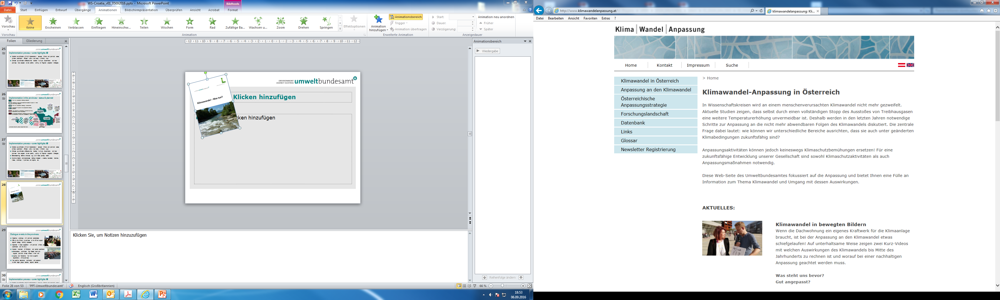 WS-Croatia_v01_05092016.pptx - Microsoft PowerPoint
Bildtools
Datei Start Einfügen Entwurf Übergänge Animationen Bildschirmpräsentation Überprüfen Ansicht Acrobat Format
Vorschau
Keine Erscheinen Verblassen Einfliegen Hineinschw... Teilen Wischen Form Rad Zufällige Ba... Wachsen u... Zoom Drehen Springen
Effektoptionen
Animation hinzufügen
Animationsbereich
Trigger
Animation übertragen
Start:
Dauer:
Verzögerung:
Animation neu anordnen
Früher
Später
Vorschau Animation Erweiterte Animation Anzeigedauer
Folien Gliederung
25
Implementation process – some highlights
26
Implementation in the provinces – status & planned
27
Implementation process – some highlights
28
29
Dialogue events in the provinces
30
Implementation process – some highlights
ENVIRONMENT
AGENCY AUSTRIA umweltbundesamt
Klicken hinzufügen
Klimawandel – Was tun?
cken hinzufügen
Klicken Sie, um Notizen hinzuzufügen
Animationsbereich
Wiedergabe
Reihenfolge ändern
Folie 28 von 53 "PPT-Umweltbundesamt" Englisch (Großbritannien)
66 %
18:53
06.09.2016
http://www.klimawandelanpassung.at/
klimawandelanpassung: Kli...
Datei Bearbeiten Ansicht Favoriten Extras ?
Klima | Wandel | Anpassung
Home Kontakt Impressum Suche
Klimawandel in Österreich
Anpassung an den Klimawandel
Österreichische
Anpassungsstrategie
Forschungslandschaft
Datenbank
Links
Glossar
Newsletter Registrierung
> Home
Klimawandel-Anpassung in Österreich
In Wissenschaftskreisen wird an einem menschenverursachten Klimawandel nicht mehr gezweifelt.
Aktuelle Studien zeigen, dass selbst durch einen vollständigen Stopp des Ausstoßes von Treibhausgasen
eine weitere Temperaturerhöhung unvermeidbar ist. Deshalb werden in den letzten Jahren notwendige
Schritte zur Anpassung an die nicht mehr abwendbaren Folgen des Klimawandels diskutiert. Die zentrale
Frage dabei lautet: wie können wir unterschiedliche Bereiche ausrichten, dass sie auch unter geänderten
Klimabedingungen zukunftsfähig sind?
Anpassungsaktivitäten können jedoch keineswegs Klimaschutzbemühungen ersetzen! Für eine
zukunftsfähige Entwicklung unserer Gesellschaft sind sowohl Klimaschutzaktivitäten als auch
Anpassungsmaßnahmen notwendig.
Diese Web-Seite des Umweltbundesamtes fokussiert auf die Anpassung und bietet Ihnen eine Fülle an
Information zum Thema Klimawandel und Umgang mit dessen Auswirkungen.
AKTUELLES:
Klimawandel in bewegten Bildern
Wenn die Dachwohnung ein eigenes Kraftwerk für die Klimaanlage
braucht, ist bei der Anpassung an den Klimawandel etwas
schiefgelaufen! Auf unterhaltsame Weise zeigen zwei Kurz-Videos
mit welchen Auswirkungen des Klimawandels bis Mitte des
Jahrhunderts zu rechnen ist und worauf bei einer nachhaltigen
Anpassung geachtet werden muss.
Was steht uns bevor?
Gut angepasst?